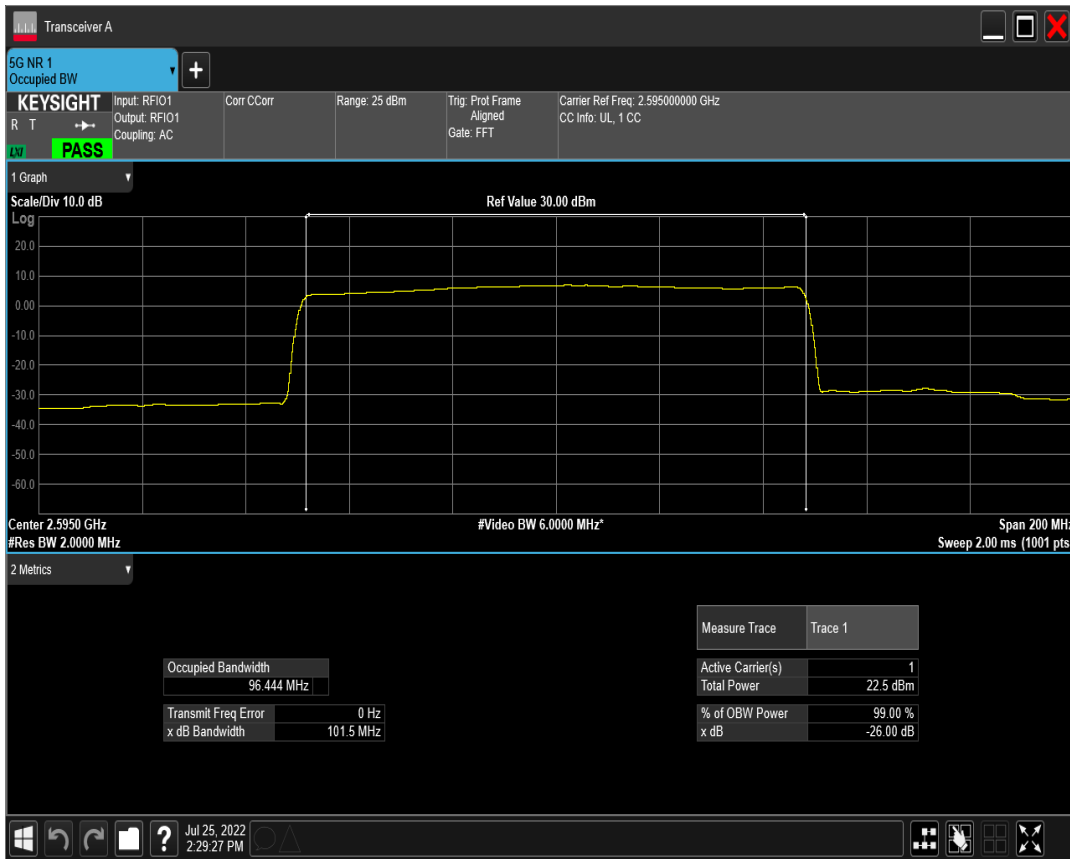 Transceiver A
5G NR 1
Occupied BW
KEYSIGHT
R T
LXI
PASS
Input: RFIO1
Output: RFIO1
Coupling: AC
Corr CCorr
Range: 25 dBm
Trig: Prot Frame
Aligned
Gate: FFT
Carrier Ref Freq: 2.595000000 GHz
CC Info: UL, 1 CC
1 Graph
Scale/Div 10.0 dB
Ref Value 30.00 dBm
Log
20.0
10.0
0.00
-10.0
-20.0
-30.0
-40.0
-50.0
-60.0
Center 2.5950 GHz
#Video BW 6.0000 MHz*
Span 200 MHz
#Res BW 2.0000 MHz
Sweep 2.00 ms (1001 pts
2 Metrics
Measure Trace Trace 1
Occupied Bandwidth
96.444 MHz
Active Carrier(s) 1
Total Power 22.5 dBm
Transmit Freq Error 0 Hz
x dB Bandwidth 101.5 MHz
% of OBW Power 99.00 %
x dB -26.00 dB
?
Jul 25, 2022
2:29:27 PM